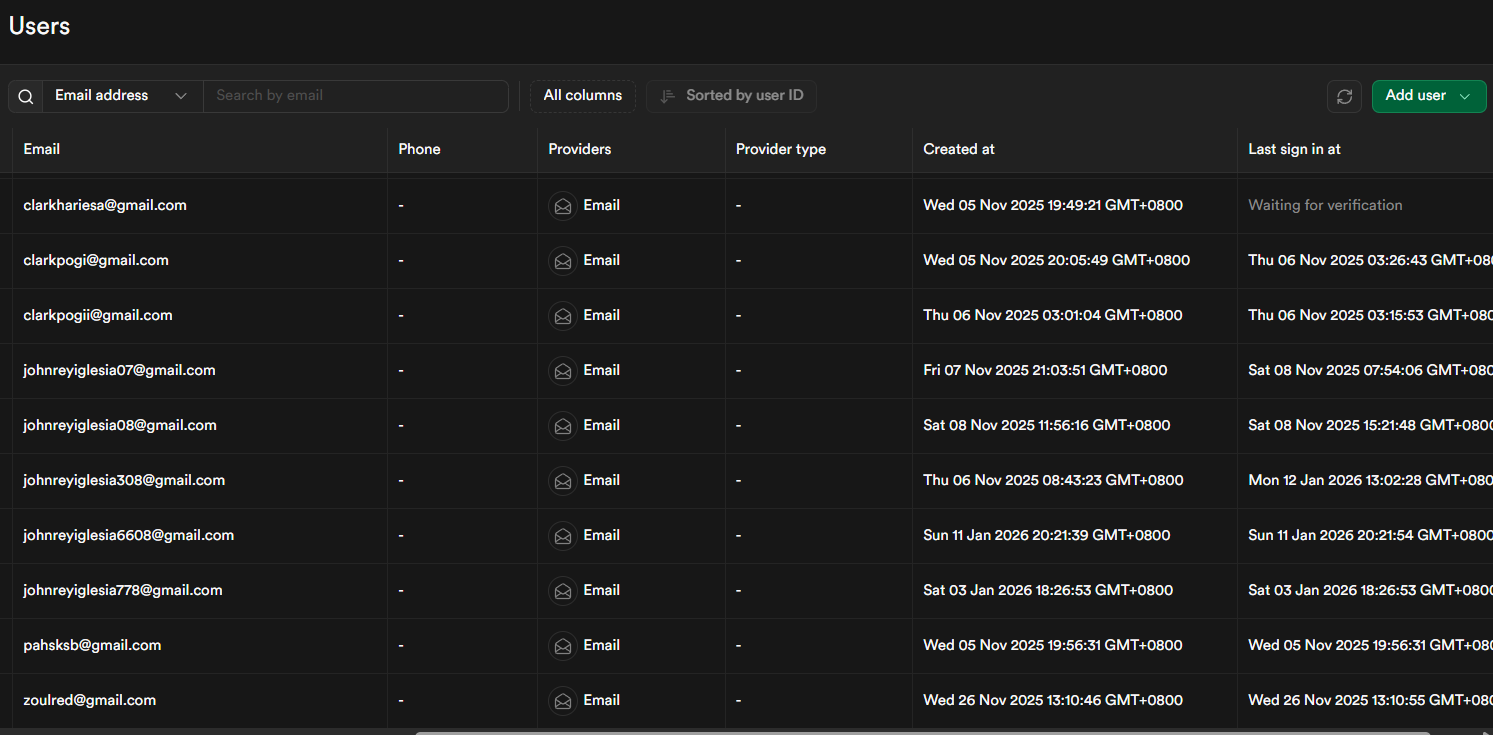 Users
Email address Search by email All columns Sorted by user ID Add user
Email Phone Providers Provider type Created at Last sign in at
clarkhariesa@gmail.com - Email - Wed 05 Nov 2025 19:49:21 GMT+0800 Waiting for verification
clarkpogi@gmail.com - Email - Wed 05 Nov 2025 20:05:49 GMT+0800 Thu 06 Nov 2025 03:26:43 GMT+080
clarkpogii@gmail.com - Email - Thu 06 Nov 2025 03:01:04 GMT+0800 Thu 06 Nov 2025 03:15:53 GMT+080
johnreyiglesia07@gmail.com - Email - Fri 07 Nov 2025 21:03:51 GMT+0800 Sat 08 Nov 2025 07:54:06 GMT+080
johnreyiglesia08@gmail.com - Email - Sat 08 Nov 2025 11:56:16 GMT+0800 Sat 08 Nov 2025 15:21:48 GMT+0800
johnreyiglesia308@gmail.com - Email - Thu 06 Nov 2025 08:43:23 GMT+0800 Mon 12 Jan 2026 13:02:28 GMT+080
johnreyiglesia6608@gmail.com - Email - Sun 11 Jan 2026 20:21:39 GMT+0800 Sun 11 Jan 2026 20:21:54 GMT+0800
johnreyiglesia778@gmail.com - Email - Sat 03 Jan 2026 18:26:53 GMT+0800 Sat 03 Jan 2026 18:26:53 GMT+0800
pahsksb@gmail.com - Email - Wed 05 Nov 2025 19:56:31 GMT+0800 Wed 05 Nov 2025 19:56:31 GMT+080
zoulred@gmail.com - Email - Wed 26 Nov 2025 13:10:46 GMT+0800 Wed 26 Nov 2025 13:10:55 GMT+080